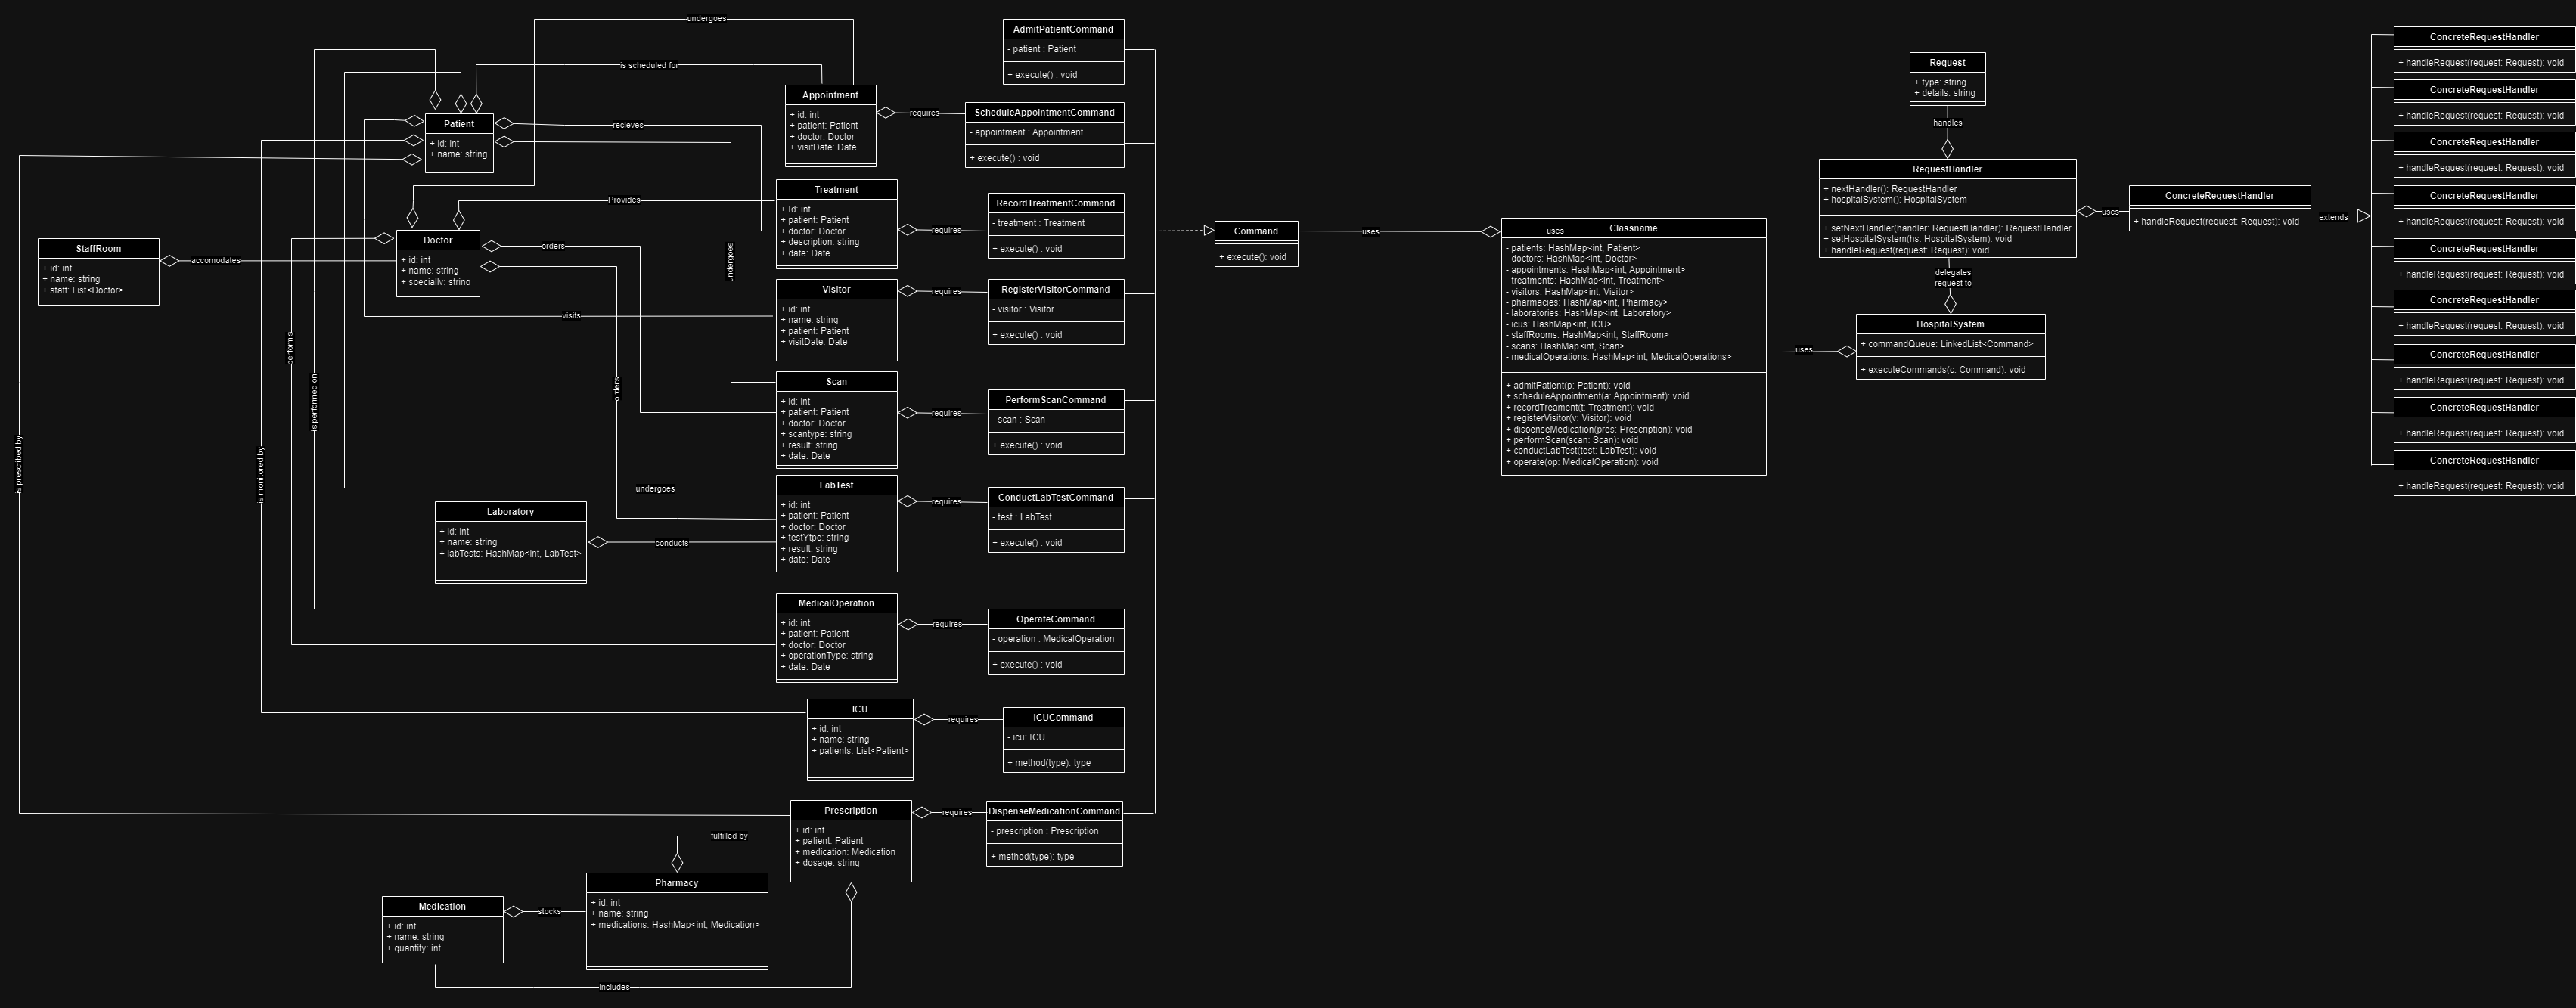 undergoes
is scheduled for
recieves
Patient
+ id: int
+ name: string
Provides
Doctor
+ id: int
+ name: string
+ specially: string
StaffRoom
+ id: int
+ name: string
+ staff: List<Doctor>
accomodates
orders
orders
undergoes
visits
performs
is performed on
is monitored by
is prescribed by
undergoes
Laboratory
+ id: int
+ name: string
+ labTests: HashMap<int, LabTest>
conducts
Appointment
+ id: int
+ patient: Patient
+ doctor: Doctor
+ visitDate: Date
requires
Treatment
+ Id: int
+ patient: Patient
+ doctor: Doctor
+ description: string
+ date: Date
requires
Visitor
+ id: int
+ name: string
+ patient: Patient
+ visitDate: Date
requires
Scan
+ id: int
+ patient: Patient
+ doctor: Doctor
+ scantype: string
+ result: string
+ date: Date
requires
LabTest
+ id: int
+ patient: Patient
+ doctor: Doctor
+ testYtpe: string
+ result: string
+ date: Date
requires
MedicalOperation
+ id: int
+ patient: Patient
+ doctor: Doctor
+ operationType: string
+ date: Date
requires
ICU
+ id: int
+ name: string
+ patients: List<Patient>
requires
Prescription
+ id: int
+ patient: Patient
+ medication: Medication
+ dosage: string
requires
fulfilled by
Pharmacy
+ id: int
+ name: string
+ medications: HashMap<int, Medication>
Medication
+ id: int
+ name: string
+ quantity: int
stocks
includes
AdmitPatientCommand
- patient : Patient
+ execute() : void
ScheduleAppointmentCommand
- appointment : Appointment
+ execute() : void
RecordTreatmentCommand
- treatment : Treatment
+ execute() : void
RegisterVisitorCommand
- visitor : Visitor
+ execute() : void
PerformScanCommand
- scan : Scan
+ execute() : void
ConductLabTestCommand
- test : LabTest
+ execute() : void
OperateCommand
- operation : MedicalOperation
+ execute() : void
ICUCommand
- icu: ICU
+ method(type): type
DispenseMedicationCommand
- prescription : Prescription
+ method(type): type
Command
+ execute(): void
uses
uses
Classname
- patients: HashMap<int, Patient>
- doctors: HashMap<int, Doctor>
- appointments: HashMap<int, Appointment>
- treatments: HashMap<int, Treatment>
- visitors: HashMap<int, Visitor>
- pharmacies: HashMap<int, Pharmacy>
- laboratories: HashMap<int, Laboratory>
- icus: HashMap<int, ICU>
- staffRooms: HashMap<int, StaffRoom>
- scans: HashMap<int, Scan>
- medicalOperations: HashMap<int, MedicalOperations>
+ admitPatient(p: Patient): void
+ scheduleAppointment(a: Appointment): void
+ recordTreament(t: Treatment): void
+ registerVisitor(v: Visitor): void
+ disoenseMedication(pres: Prescription): void
+ performScan(scan: Scan): void
+ conductLabTest(test: LabTest): void
+ operate(op: MedicalOperation): void
uses
Request
+ type: string
+ details: string
handles
RequestHandler
+ nextHandler(): RequestHandler
+ hospitalSystem(): HospitalSystem
+ setNextHandler(handler: RequestHandler): RequestHandler
+ setHospitalSystem(hs: HospitalSystem): void
+ handleRequest(request: Request): void
delegates
request to
HospitalSystem
+ commandQueue: LinkedList<Command>
+ executeCommands(c: Command): void
uses
ConcreteRequestHandler
+ handleRequest(request: Request): void
extends
ConcreteRequestHandler
+ handleRequest(request: Request): void
ConcreteRequestHandler
+ handleRequest(request: Request): void
ConcreteRequestHandler
+ handleRequest(request: Request): void
ConcreteRequestHandler
+ handleRequest(request: Request): void
ConcreteRequestHandler
+ handleRequest(request: Request): void
ConcreteRequestHandler
+ handleRequest(request: Request): void
ConcreteRequestHandler
+ handleRequest(request: Request): void
ConcreteRequestHandler
+ handleRequest(request: Request): void
ConcreteRequestHandler
+ handleRequest(request: Request): void